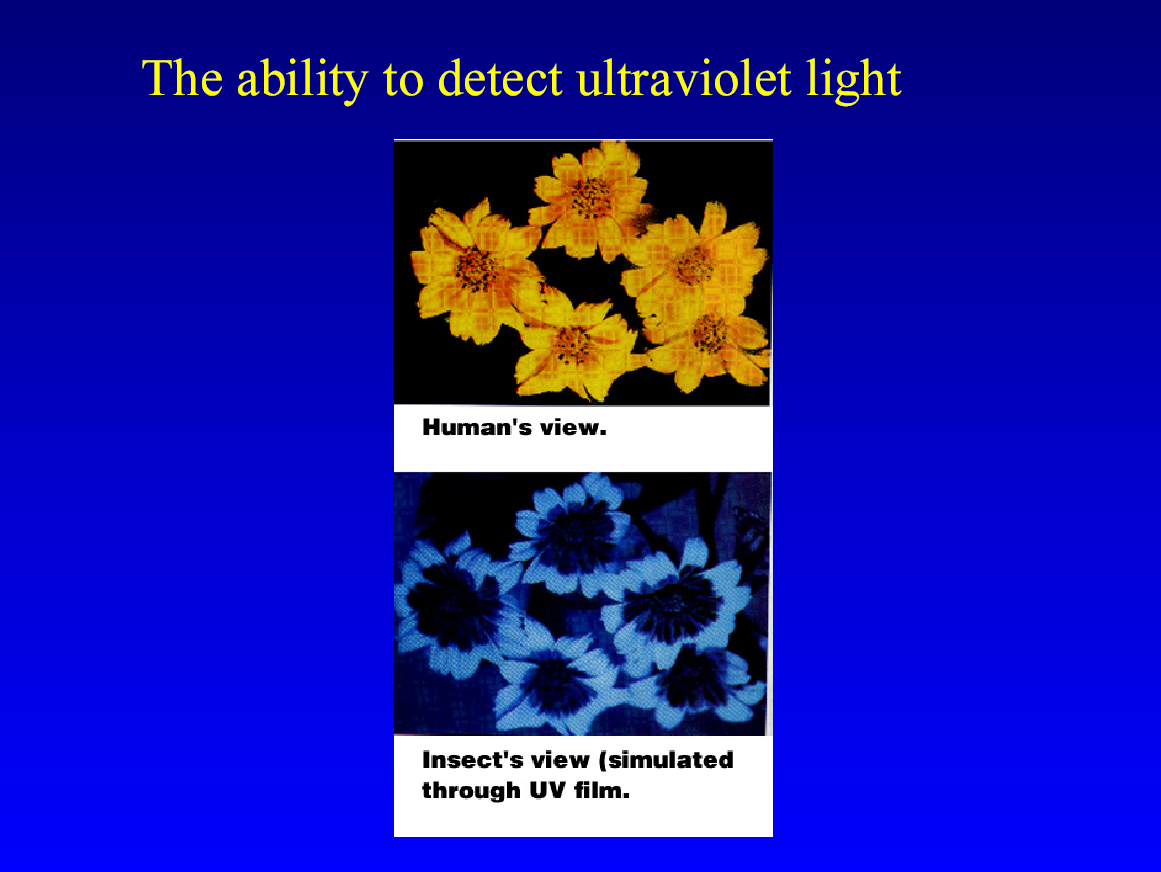 The ability to detect ultraviolet light
Human's view.
Insect's view (simulated
through UV film.